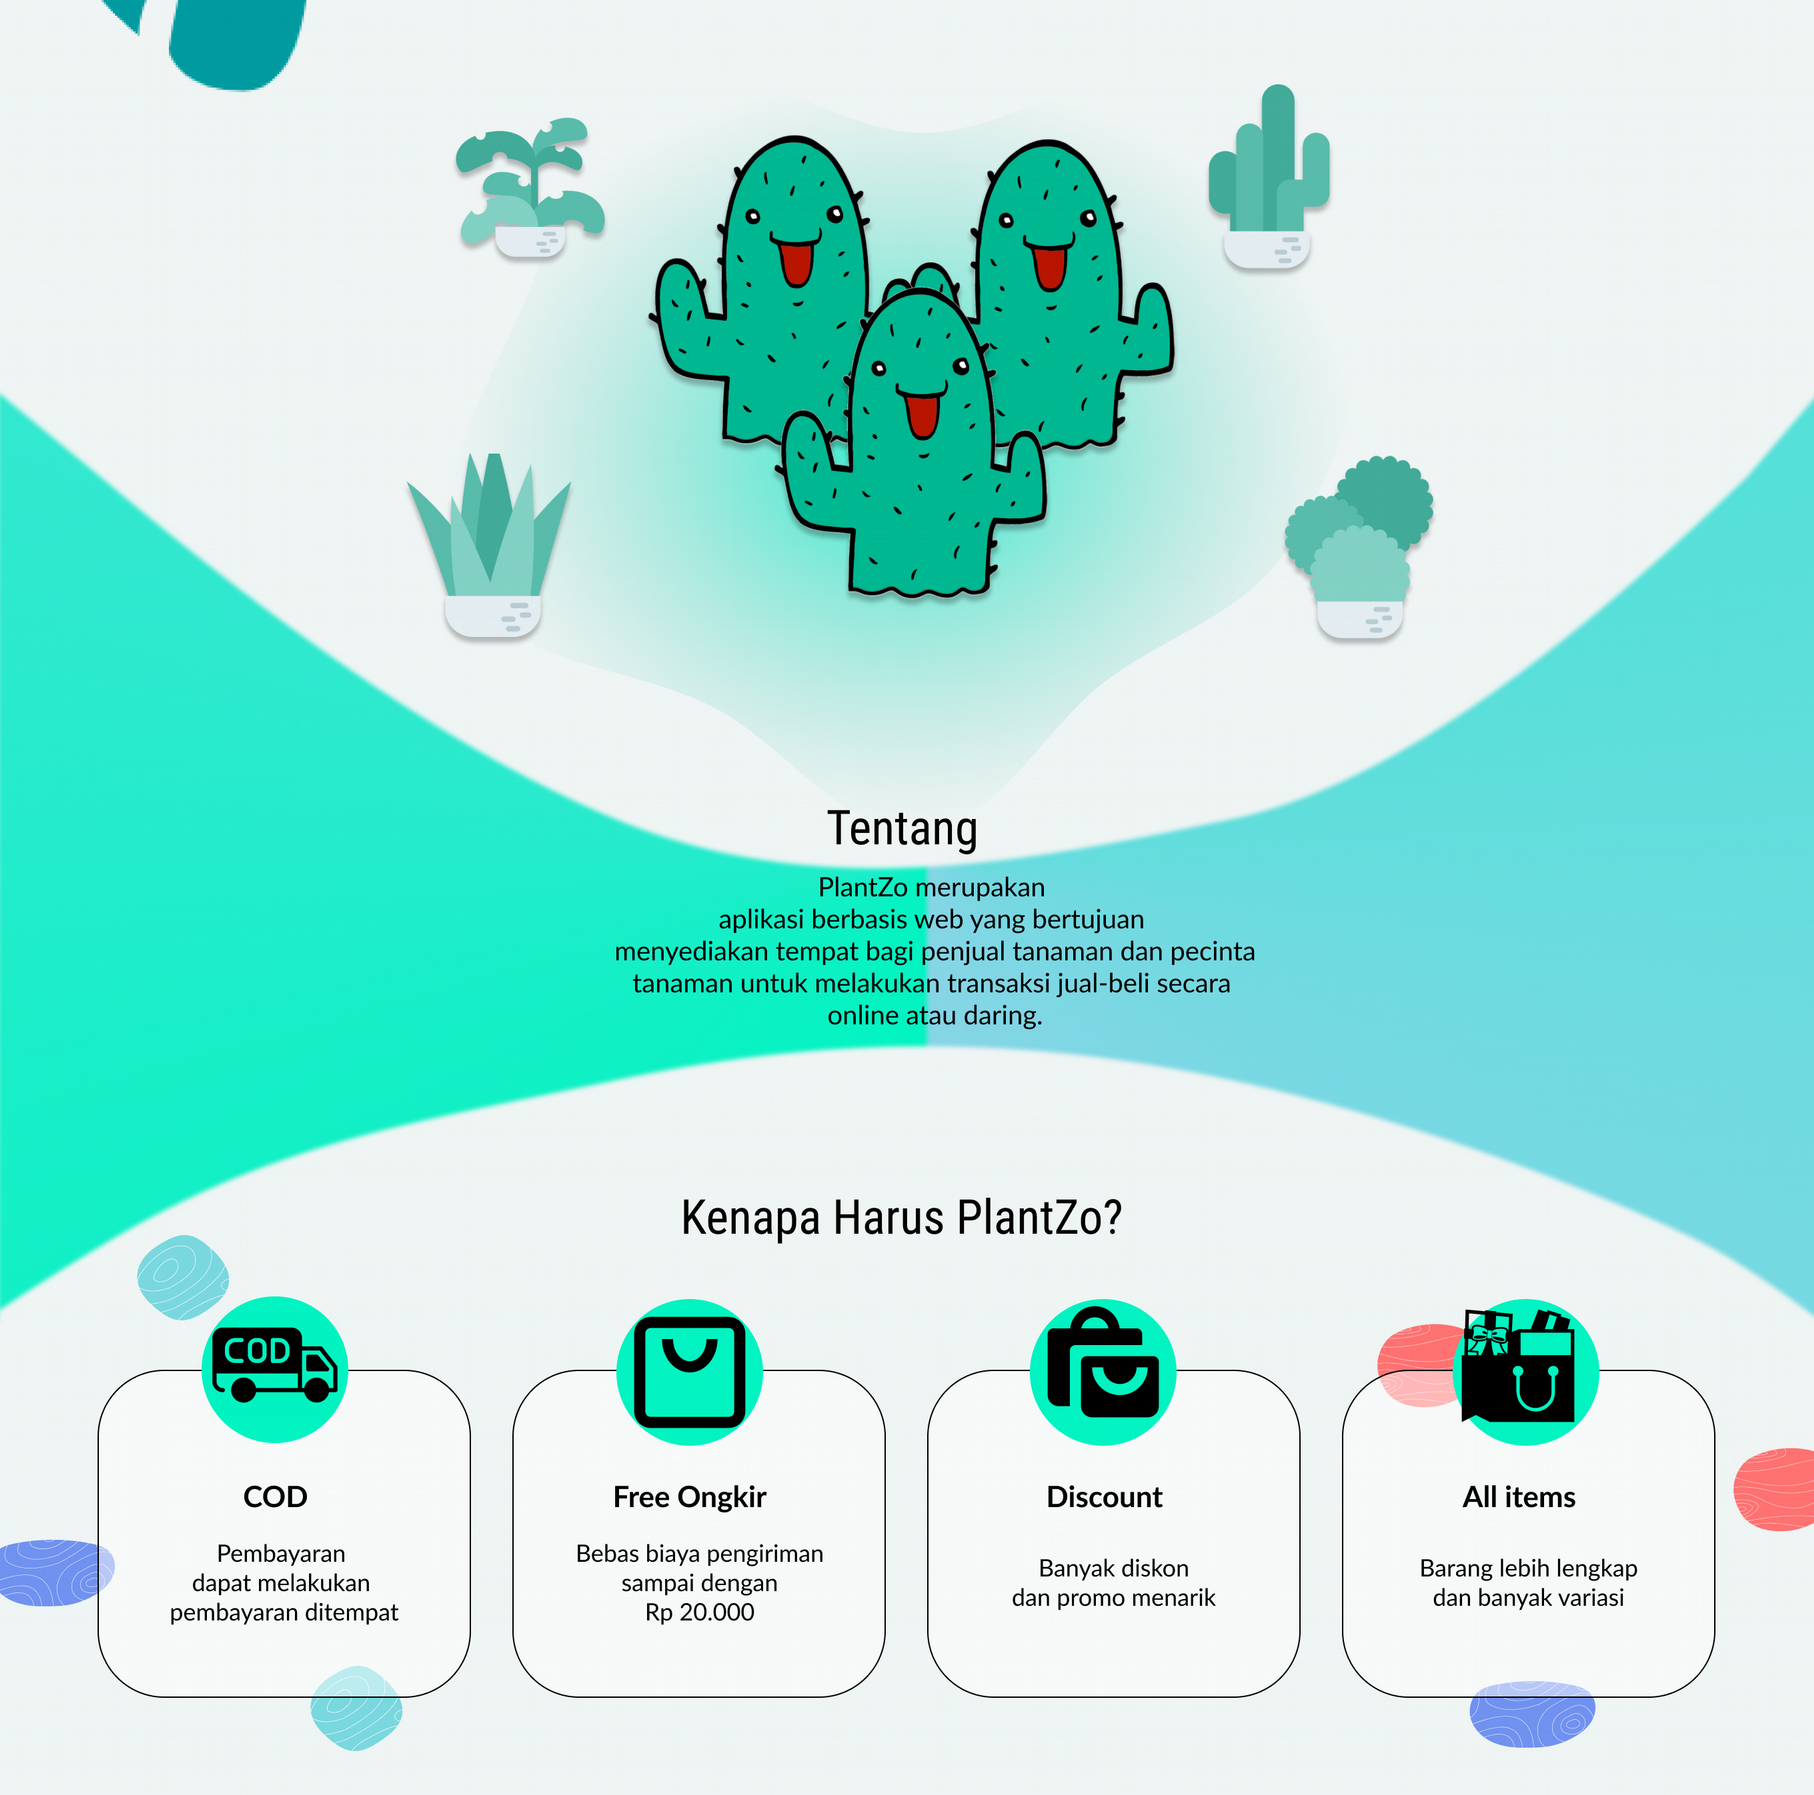 Tentang
PlantZo merupakan
aplikasi berbasis web yang bertujuan
menyediakan tempat bagi penjual tanaman dan pecinta
tanaman untuk melakukan transaksi jual-beli secara
online atau daring.
Kenapa Harus PlantZo?
COD
COD
Pembayaran
dapat melakukan
pembayaran ditempat
Free Ongkir
Bebas biaya pengiriman
sampai dengan
Rp 20.000
Discount
Banyak diskon
dan promo menarik
All items
Barang lebih lengkap
dan banyak variasi